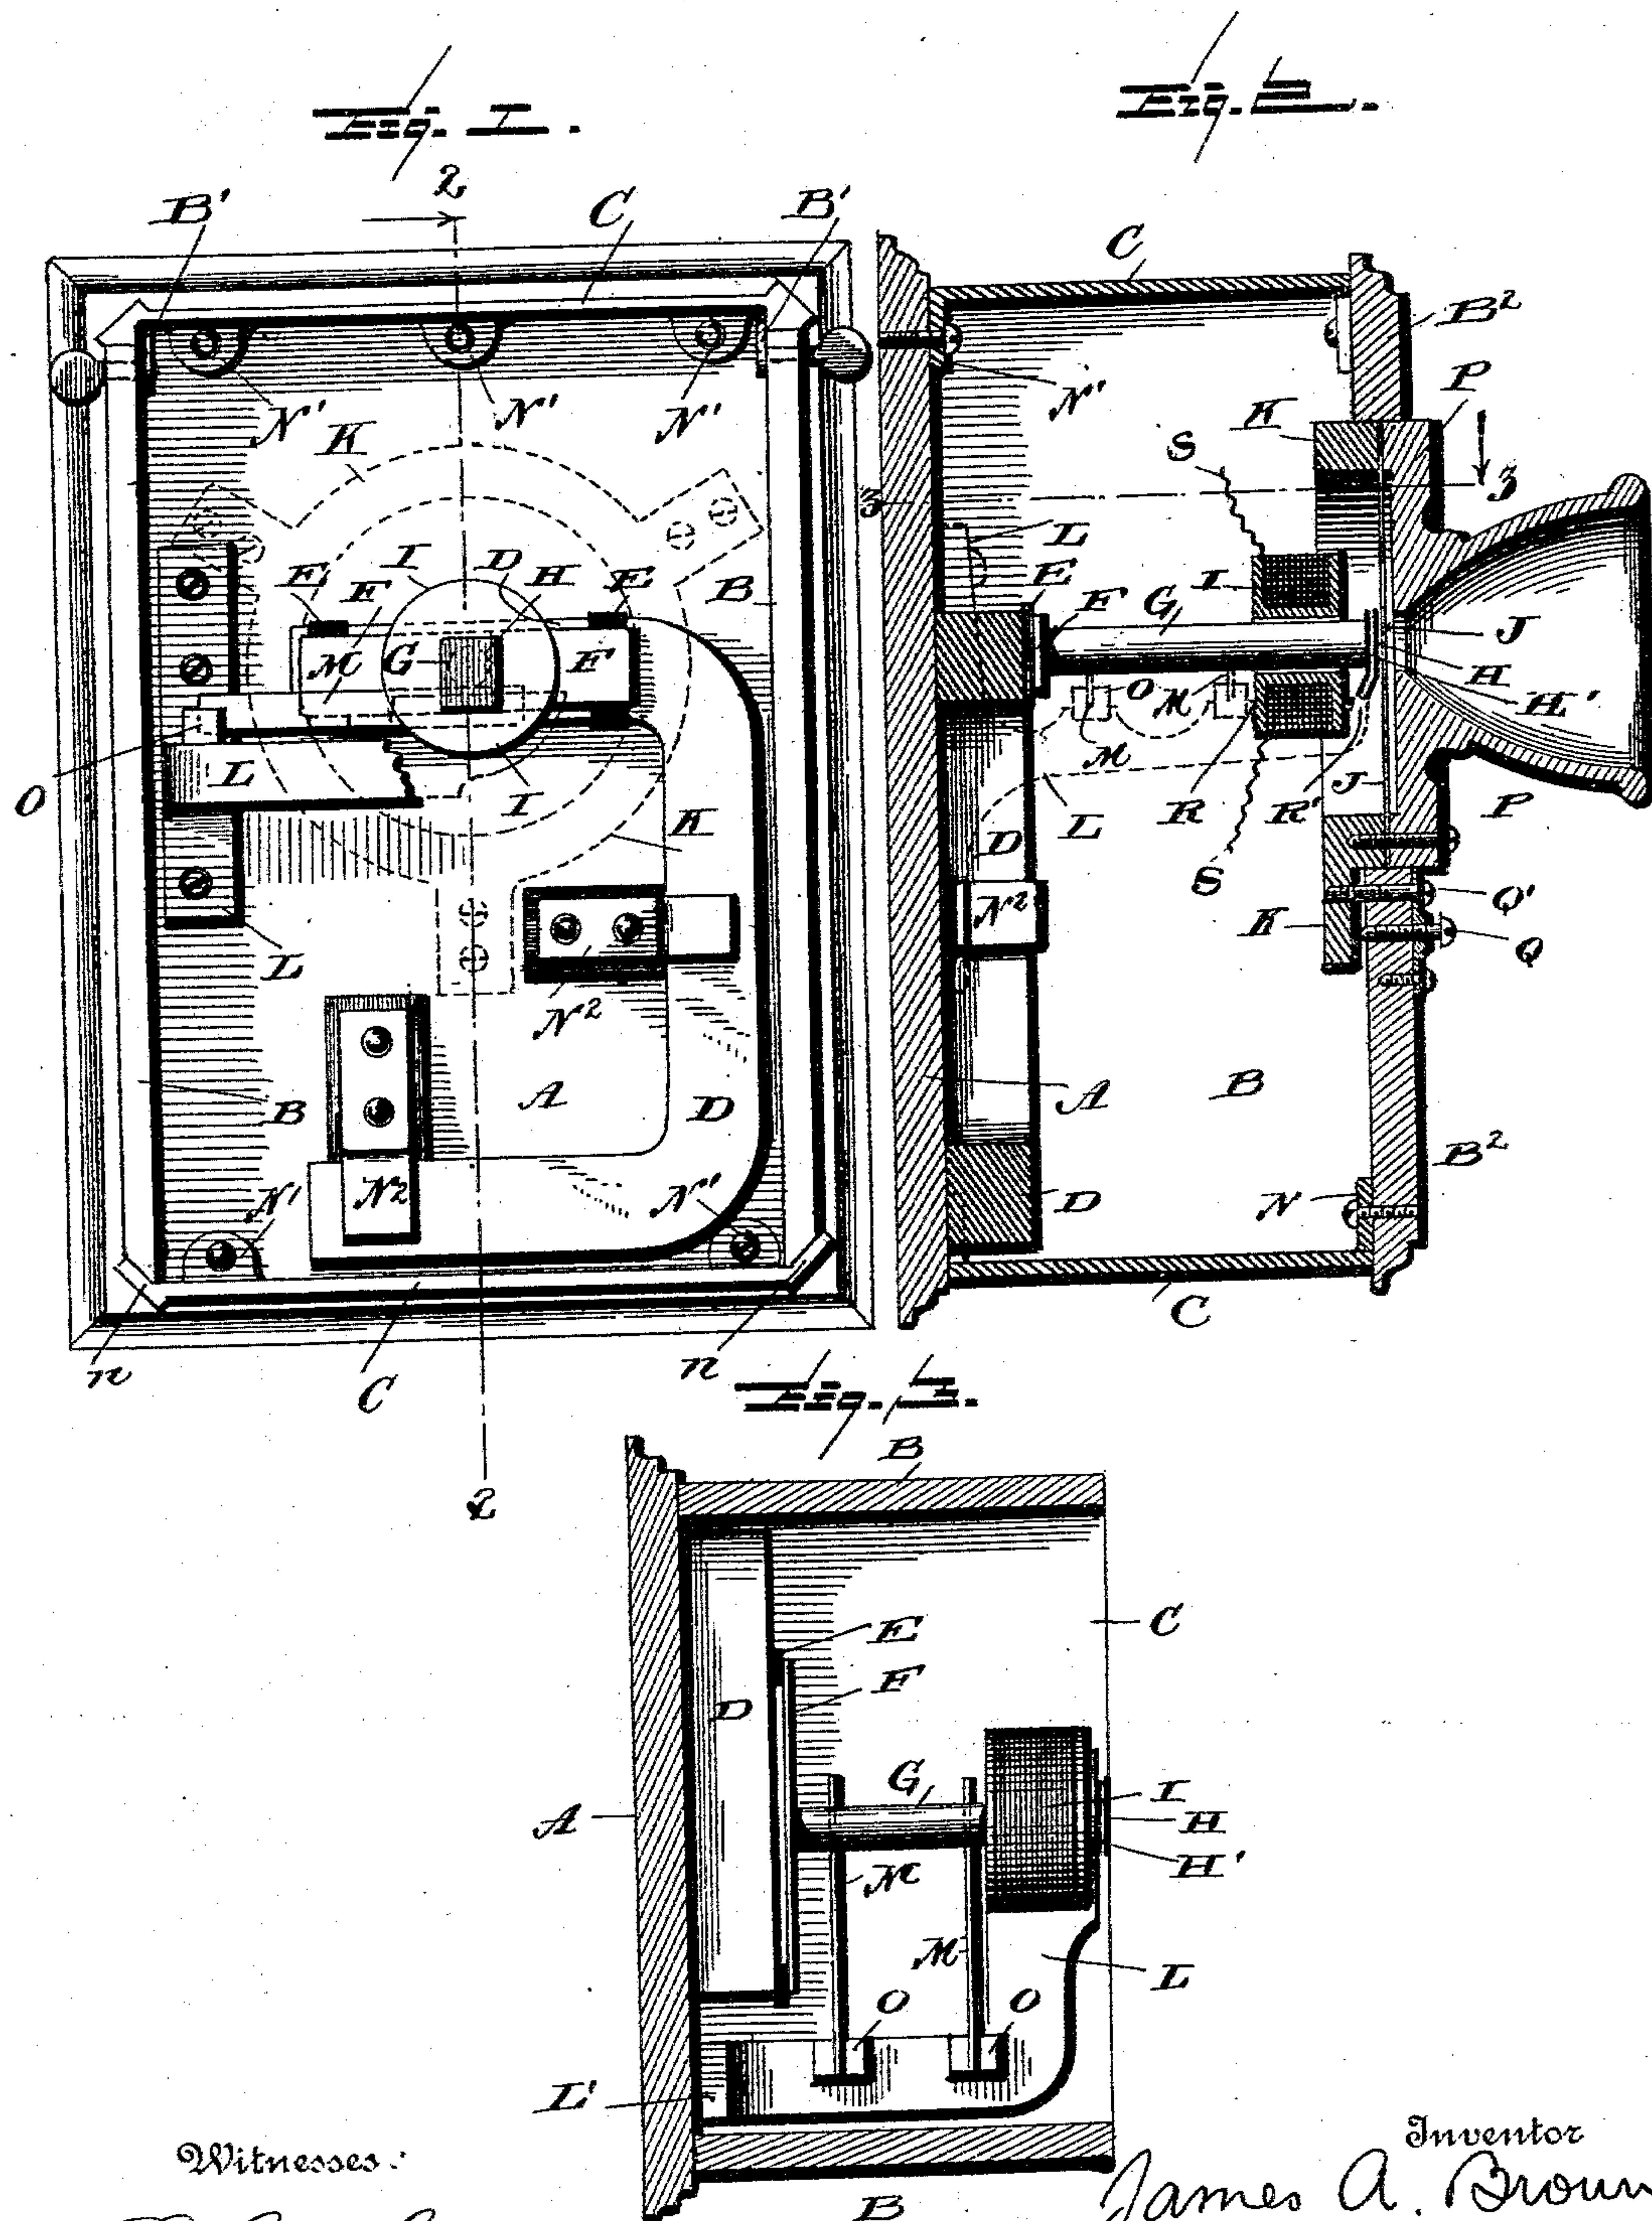 Fig. 1.
Fig. 2.
2
B' C B'
C
B²
N' N' N'
N'
K
K
P
S
3
3
L
E
F
I
D
H
E
B
E
F
G
I
J
M
G
F
H
H'
O
M
M
L
O
I
K
D
L
R
R'
J
P
S
N²
K
Q'
Q
L
N²
B
A
D
A
B
B²
N'
N²
N'
D
N
n
C
n
C
2
Fig. 3.
B
E
F
C
D
G
I
A
H
H'
M
M
L
O
O
L'
B
Witnesses:
Inventor
James A. Brown